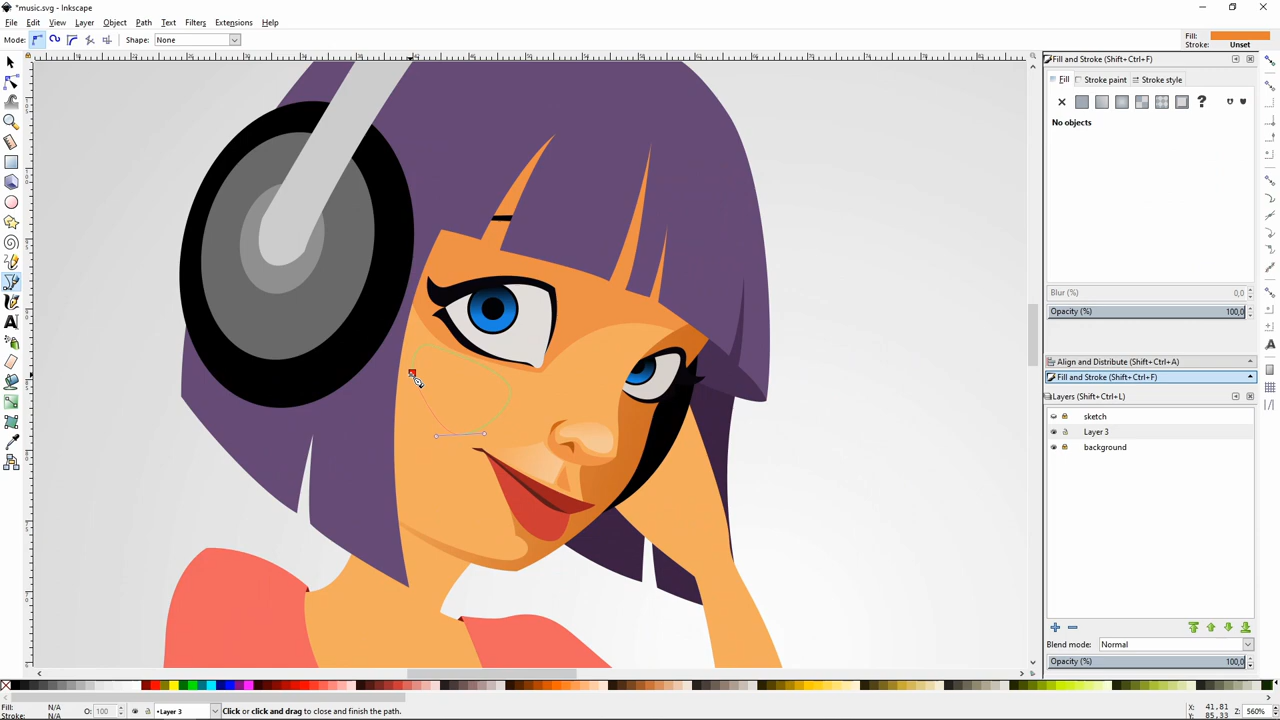 *music.svg - Inkscape
File Edit View Layer Object Path Text Filters Extensions Help
Mode: Shape: None
Fill:
Stroke: Unset
Fill and Stroke (Shift+Ctrl+F)
Fill Stroke paint Stroke style
No objects
Blur (%) 0,0
Opacity (%) 100,0
Align and Distribute (Shift+Ctrl+A)
Fill and Stroke (Shift+Ctrl+F)
Layers (Shift+Ctrl+L)
sketch
Layer 3
background
Blend mode: Normal
Opacity (%) 100,0
Fill: N/A
Stroke: N/A
O: 100
•Layer 3
Click or click and drag to close and finish the path.
X: 41,81
Y: 85,33
Z: 560%